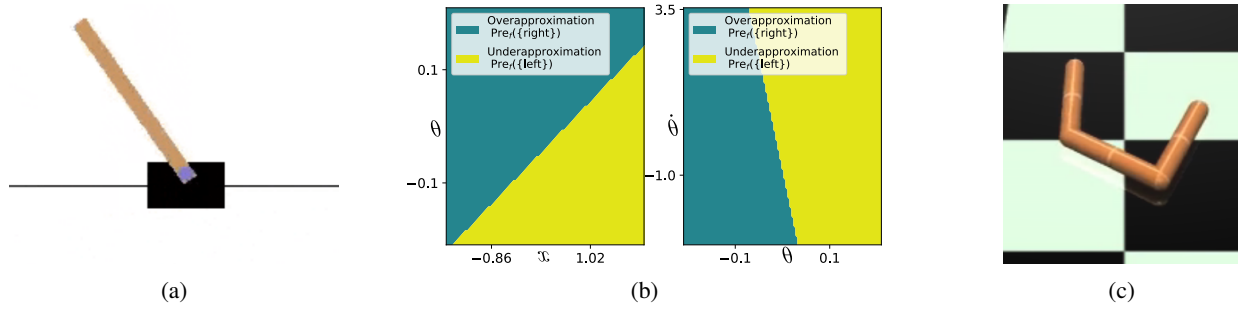 Overapproximation
Pre_f({right})
Underapproximation
Pre_f({left})
0.1
θ
−0.1
−0.86
x
1.02
Overapproximation
Pre_f({right})
Underapproximation
Pre_f({left})
3.5
θ̇
−1.0
−0.1
θ
0.1
(a)
(b)
(c)